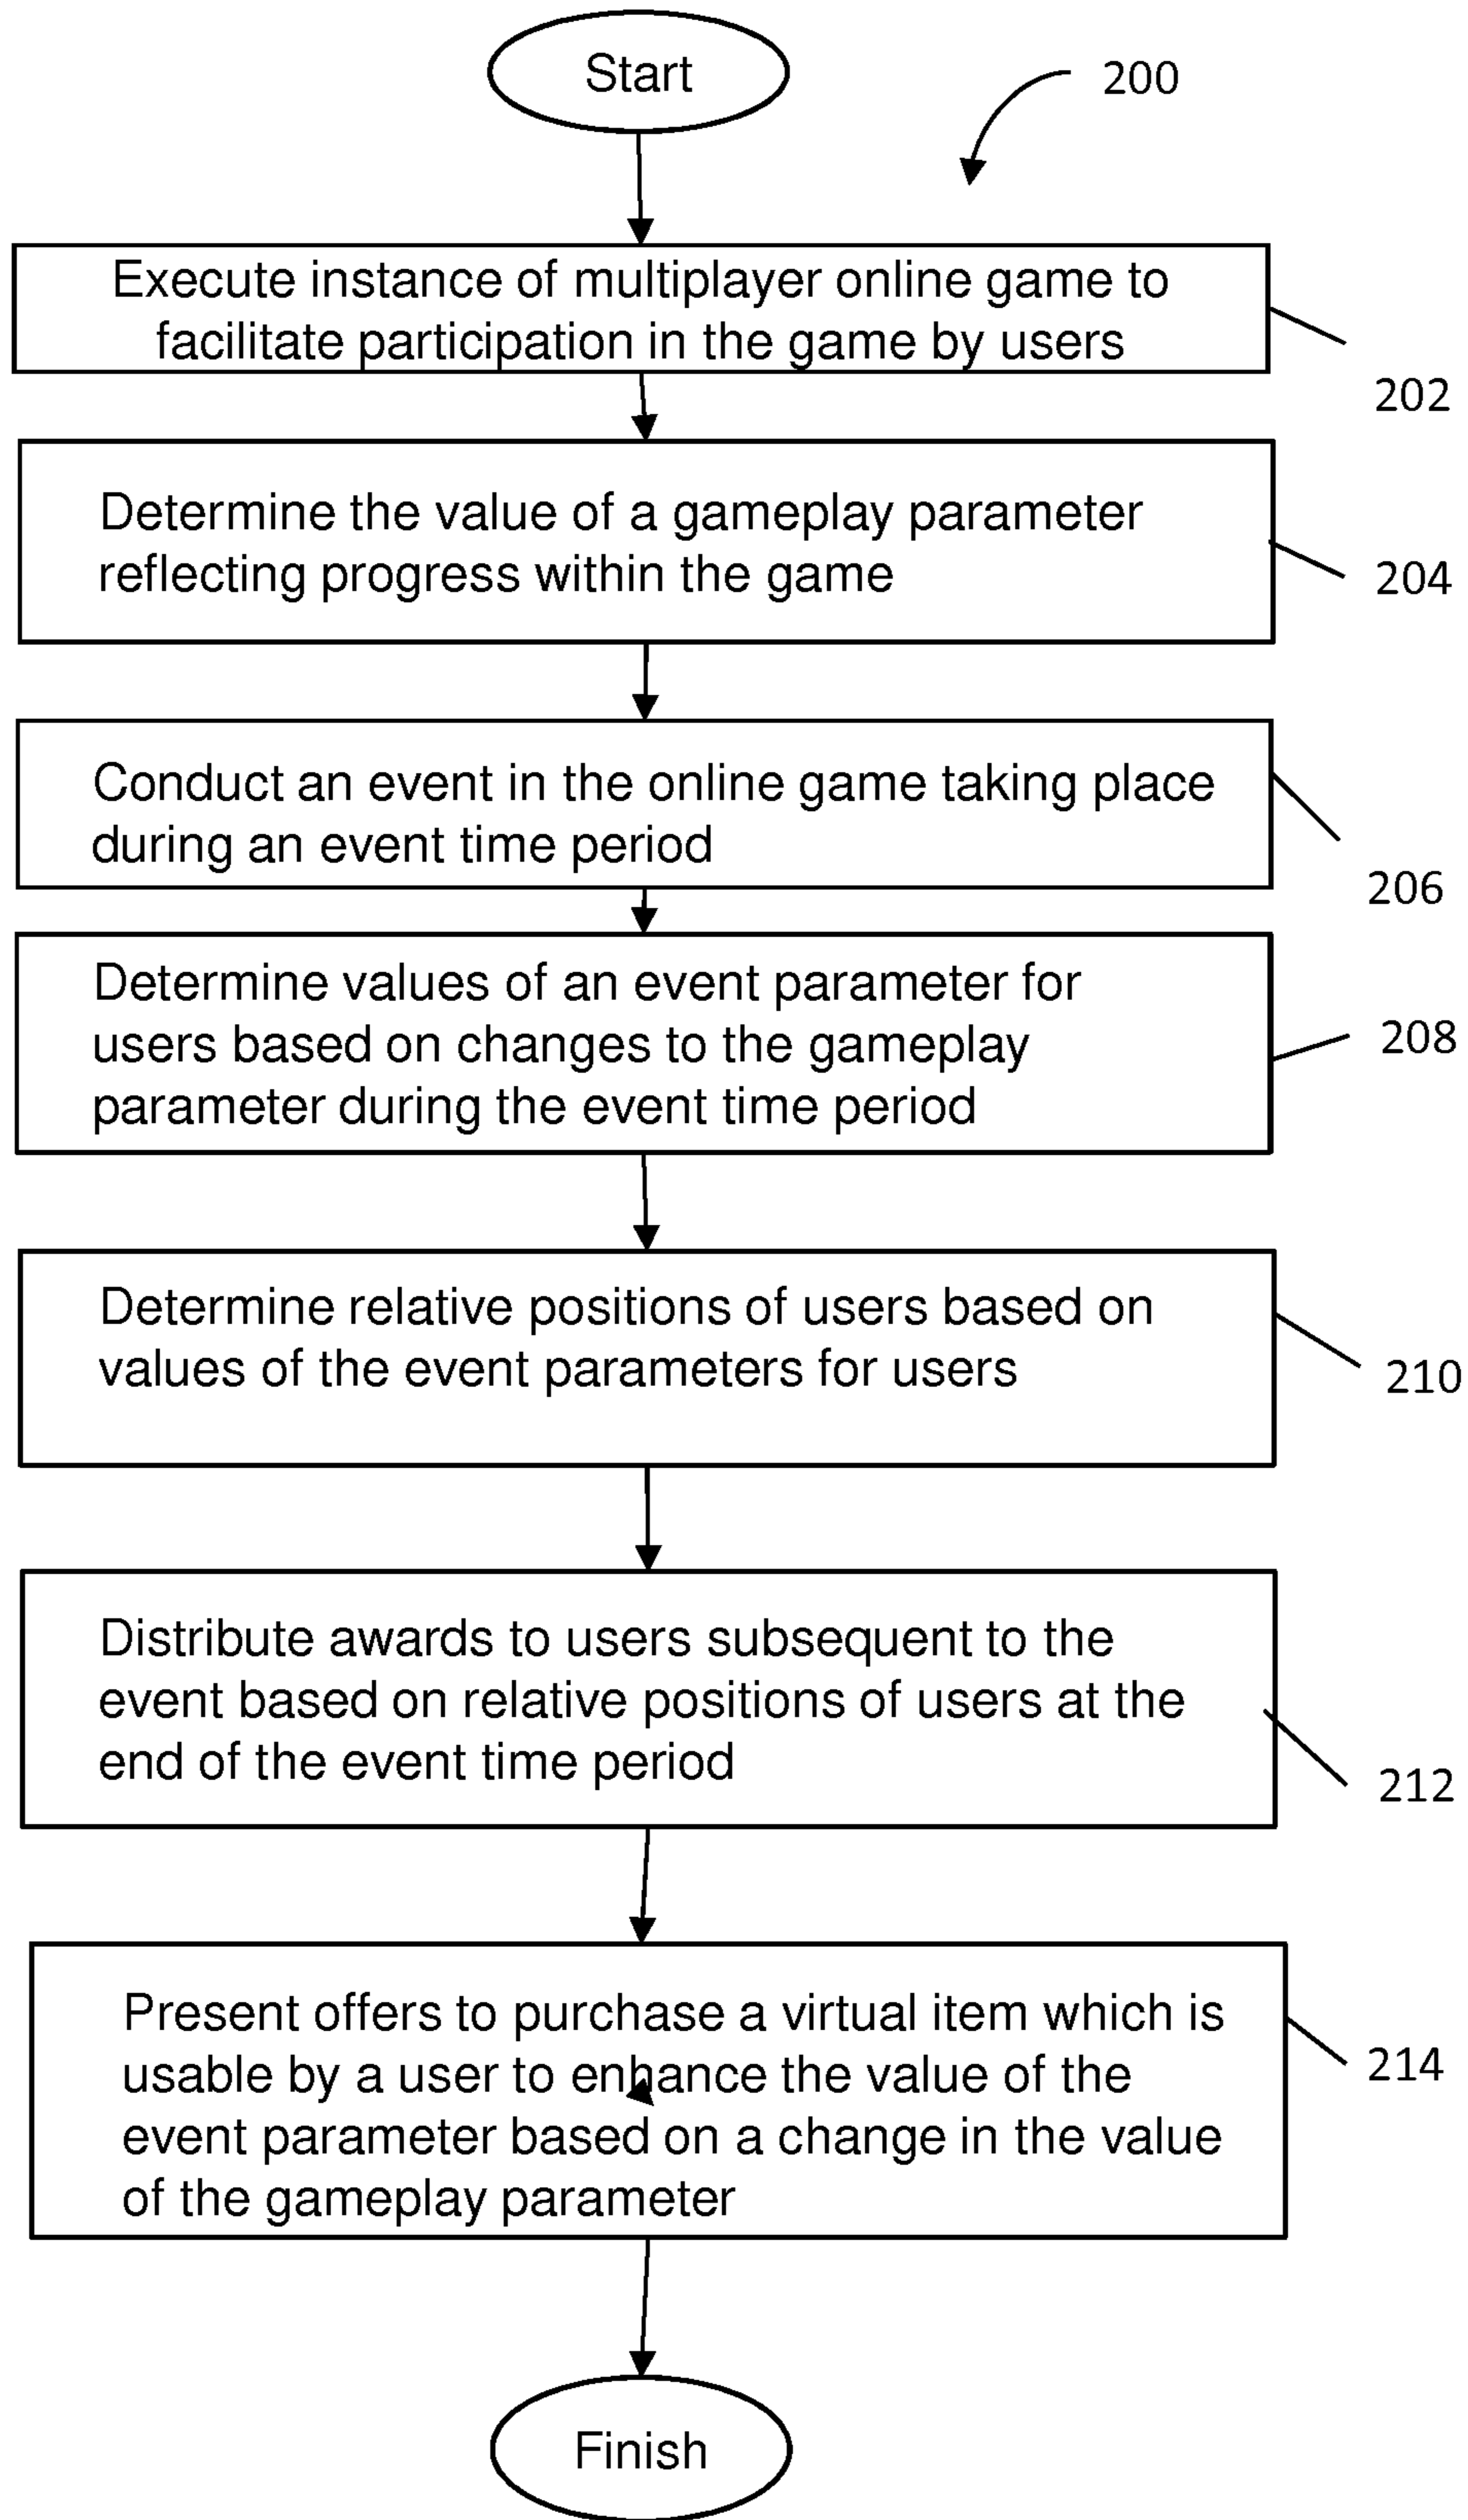 Start
200
Execute instance of multiplayer online game to
facilitate participation in the game by users
202
Determine the value of a gameplay parameter
reflecting progress within the game
204
Conduct an event in the online game taking place
during an event time period
206
Determine values of an event parameter for
users based on changes to the gameplay
parameter during the event time period
208
Determine relative positions of users based on
values of the event parameters for users
210
Distribute awards to users subsequent to the
event based on relative positions of users at the
end of the event time period
212
Present offers to purchase a virtual item which is
usable by a user to enhance the value of the
event parameter based on a change in the value
of the gameplay parameter
214
Finish